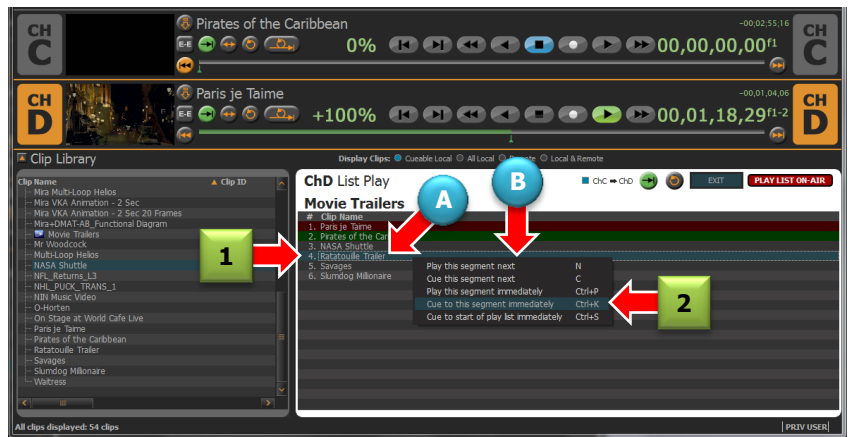 CH
C
Pirates of the Caribbean
-00;02;55;16
E-E
0%
00,00,00,00f1
CH
C
CH
D
Paris je Taime
-00,01,04,06
E-E
+100%
00,01,18,29f1-2
CH
D
Clip Library
Display Clips: Cueable Local All Local Remote Local & Remote
Clip Name Clip ID
Mira Multi-Loop Helios
Mira VKA Animation - 2 Sec
Mira VKA Animation - 2 Sec 20 Frames
Mira+DMAT-AB_Functional Diagram
Movie Trailers
Mr Woodcock
Multi-Loop Helios
NASA Shuttle
NFL_Returns_L3
NHL_PUCK_TRANS_1
NIN Music Video
O-Horten
On Stage at World Cafe Live
Paris je Taime
Pirates of the Caribbean
Ratatouille Trailer
Savages
Slumdog Millonaire
Waitress
ChD List Play
ChC ➡ ChD
EXIT
PLAY LIST ON-AIR
Movie Trailers
# Clip Name
1. Paris je Taime
2. Pirates of the Car
3. NASA Shuttle
4. Ratatouille Trailer
5. Savages
6. Slumdog Millonaire
Play this segment next N
Cue this segment next C
Play this segment immediately Ctrl+P
Cue to this segment immediately Ctrl+K
Cue to start of play list immediately Ctrl+S
A
B
1
2
All clips displayed: 54 clips
PRIV USER